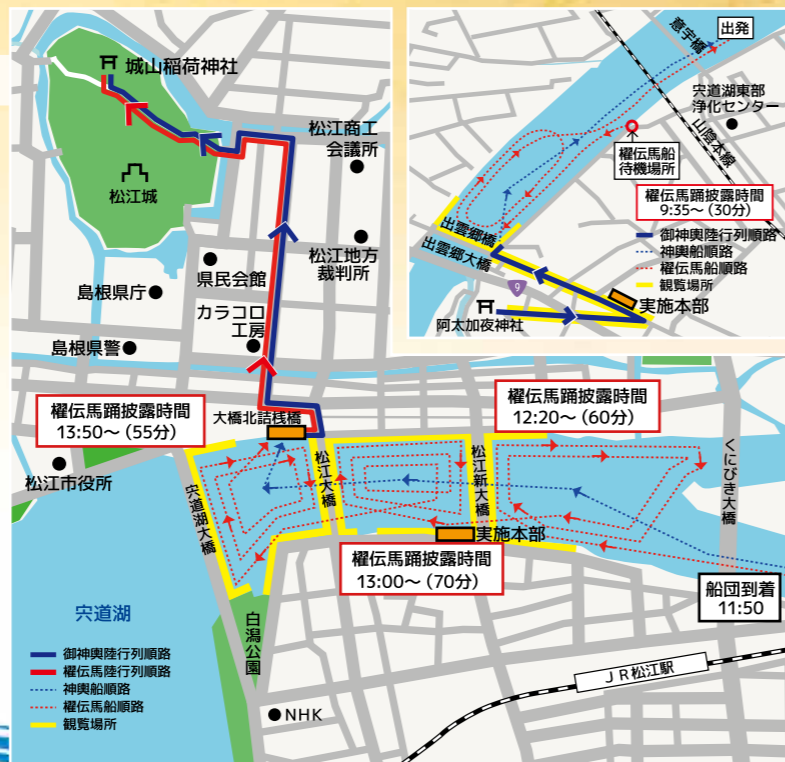 城山稲荷神社
松江商工
会議所
松江城
松江地方
裁判所
県民会館
島根県庁
カラコロ
工房
島根県警
櫂伝馬踊披露時間
13:50～(55分)
大橋北詰桟橋
松江市役所
宍道湖大橋
松江大橋
松江新大橋
くにびき大橋
櫂伝馬踊披露時間
12:20～(60分)
実施本部
櫂伝馬踊披露時間
13:00～(70分)
船団到着
11:50
宍道湖
白潟公園
御神輿陸行列順路
櫂伝馬陸行列順路
神輿船順路
櫂伝馬船順路
観覧場所
NHK
JR松江駅
出発
意宇橋
宍道湖東部
浄化センター
山陰本線
櫂伝馬船
待機場所
櫂伝馬踊披露時間
9:35～(30分)
出雲郷橋
出雲郷大橋
9
御神輿陸行列順路
神輿船順路
櫂伝馬船順路
観覧場所
実施本部
阿太加夜神社